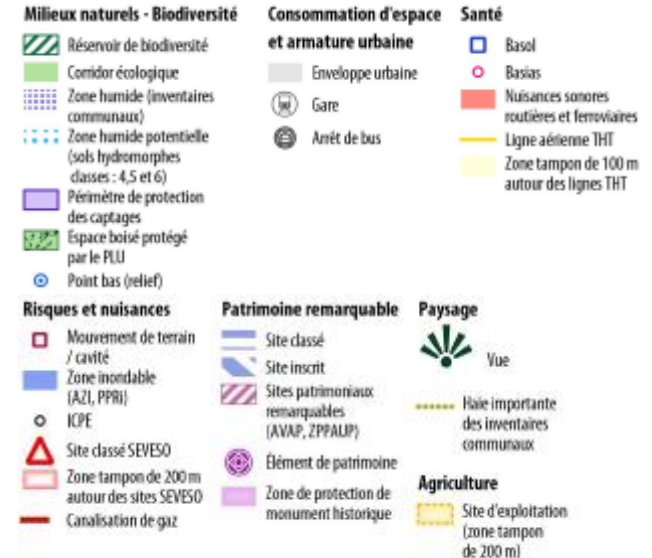 Milieux naturels - Biodiversité
Réservoir de biodiversité
Corridor écologique
Zone humide (inventaires
communaux)
Zone humide potentielle
(sols hydromorphes
classes : 4,5 et 6)
Périmètre de protection
des captages
Espace boisé protégé
par le PLU
Point bas (relief)
Consommation d'espace
et armature urbaine
Enveloppe urbaine
Gare
Arrêt de bus
Santé
Basol
Basias
Nuisances sonores
routières et ferroviaires
Ligne aérienne THT
Zone tampon de 100 m
autour des lignes THT
Risques et nuisances
Mouvement de terrain
/ cavité
Zone inondable
(AZI, PPRi)
ICPE
Site classé SEVESO
Zone tampon de 200 m
autour des sites SEVESO
Canalisation de gaz
Patrimoine remarquable
Site classé
Site inscrit
Sites patrimoniaux
remarquables
(AVAP, ZPPAUP)
Élément de patrimoine
Zone de protection de
monument historique
Paysage
Vue
Haie importante
des inventaires
communaux
Agriculture
Site d'exploitation
(zone tampon
de 200 m)